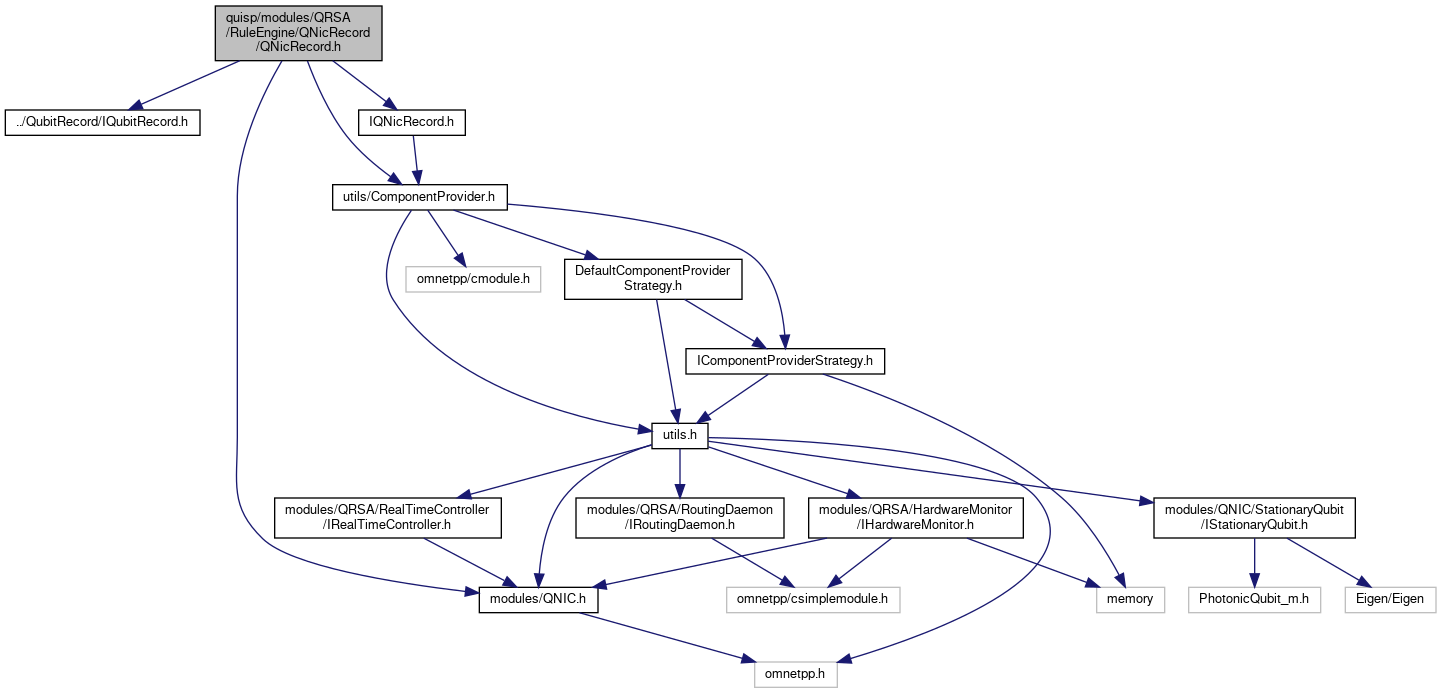 quisp/modules/QRSA
/RuleEngine/QNicRecord
/QNicRecord.h
../QubitRecord/IQubitRecord.h
IQNicRecord.h
utils/ComponentProvider.h
omnetpp/cmodule.h
DefaultComponentProvider
Strategy.h
IComponentProviderStrategy.h
utils.h
modules/QRSA/RealTimeController
/IRealTimeController.h
modules/QRSA/RoutingDaemon
/IRoutingDaemon.h
modules/QRSA/HardwareMonitor
/IHardwareMonitor.h
modules/QNIC/StationaryQubit
/IStationaryQubit.h
modules/QNIC.h
omnetpp/csimplemodule.h
memory
PhotonicQubit_m.h
Eigen/Eigen
omnetpp.h